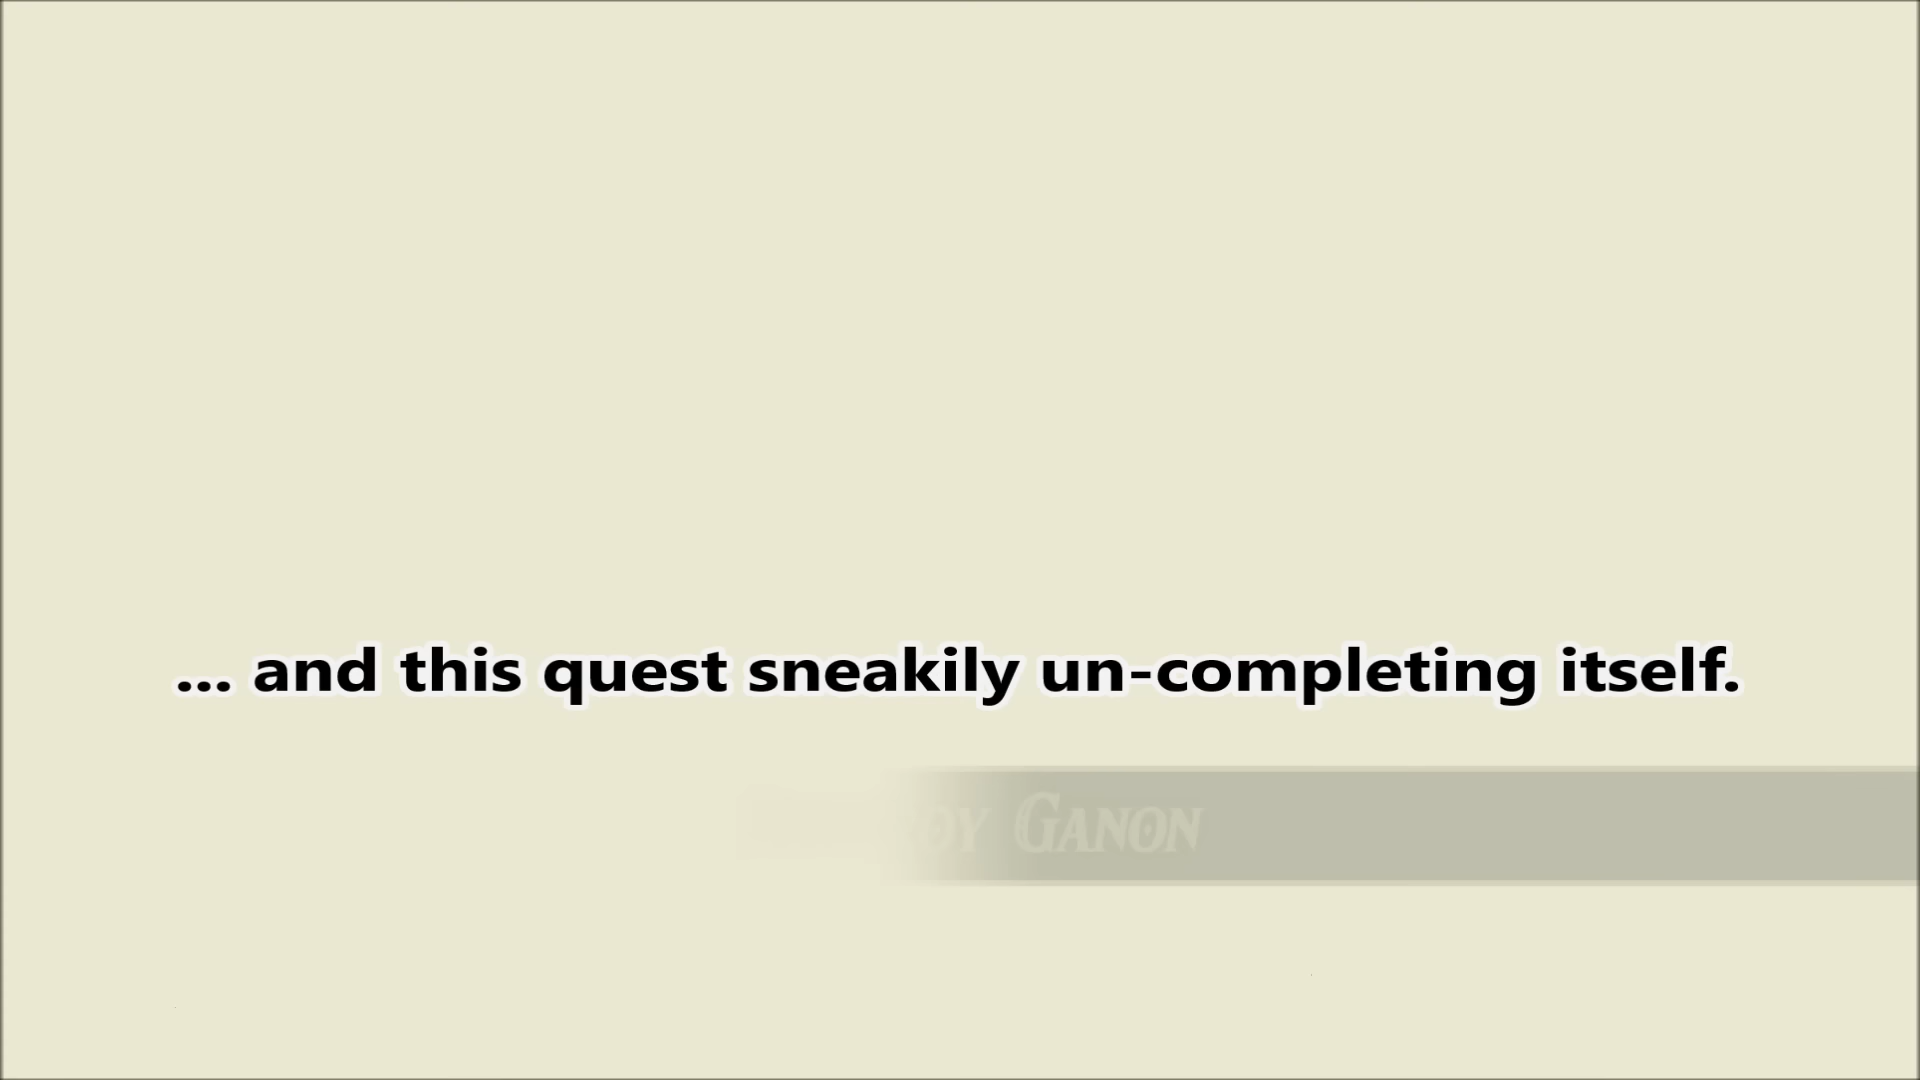 ... and this quest sneakily un-completing itself.
Ganon